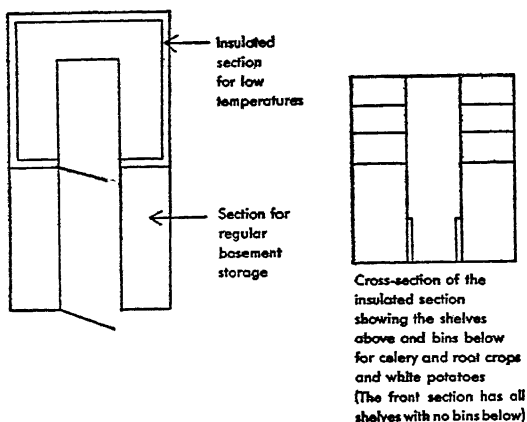 Insulated
section
for low
temperatures
Section for
regular
basement
storage
Cross-section of the
insulated section
showing the shelves
above and bins below
for celery and root crops
and white potatoes
(The front section has all
shelves with no bins below)